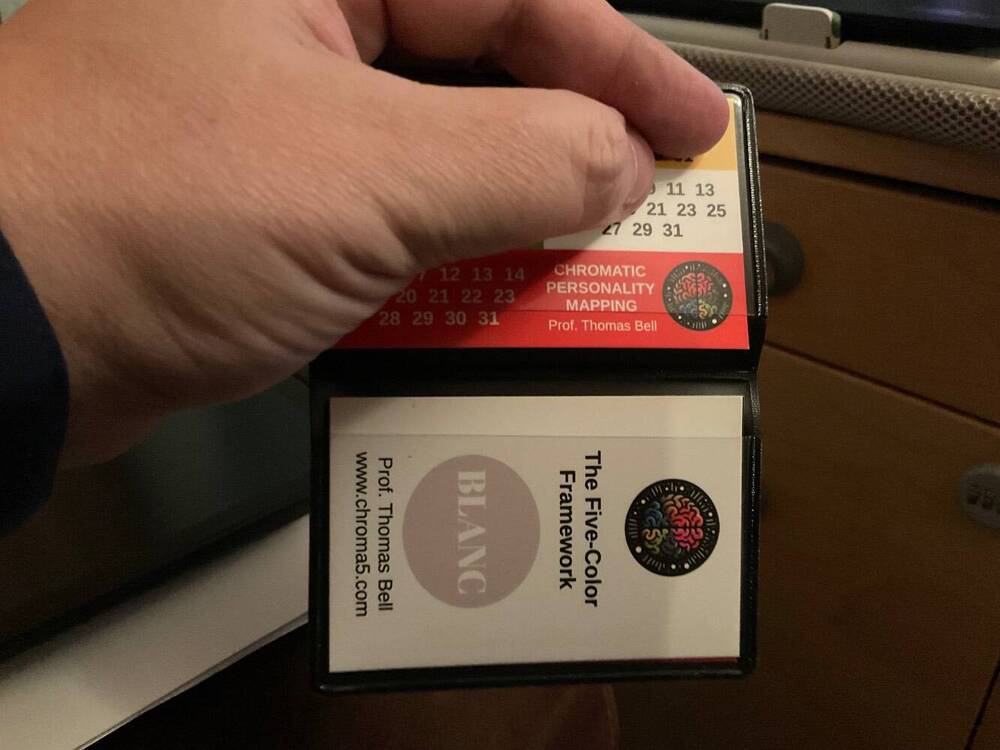 11 13
21 23 25
27 29 31
12 13 14
20 21 22 23
28 29 30 31
CHROMATIC
PERSONALITY
MAPPING
Prof. Thomas Bell
The Five-Color
Framework
BLANC
Prof. Thomas Bell
www.chroma5.com